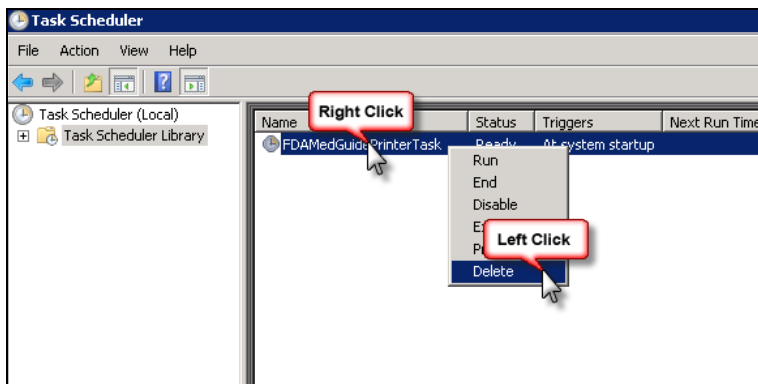 Task Scheduler
File Action View Help
Task Scheduler (Local)
Task Scheduler Library
Name Status Triggers Next Run Time
Right Click
FDAMedGuidePrinterTask Ready At system startup
Run
End
Disable
Left Click
Delete